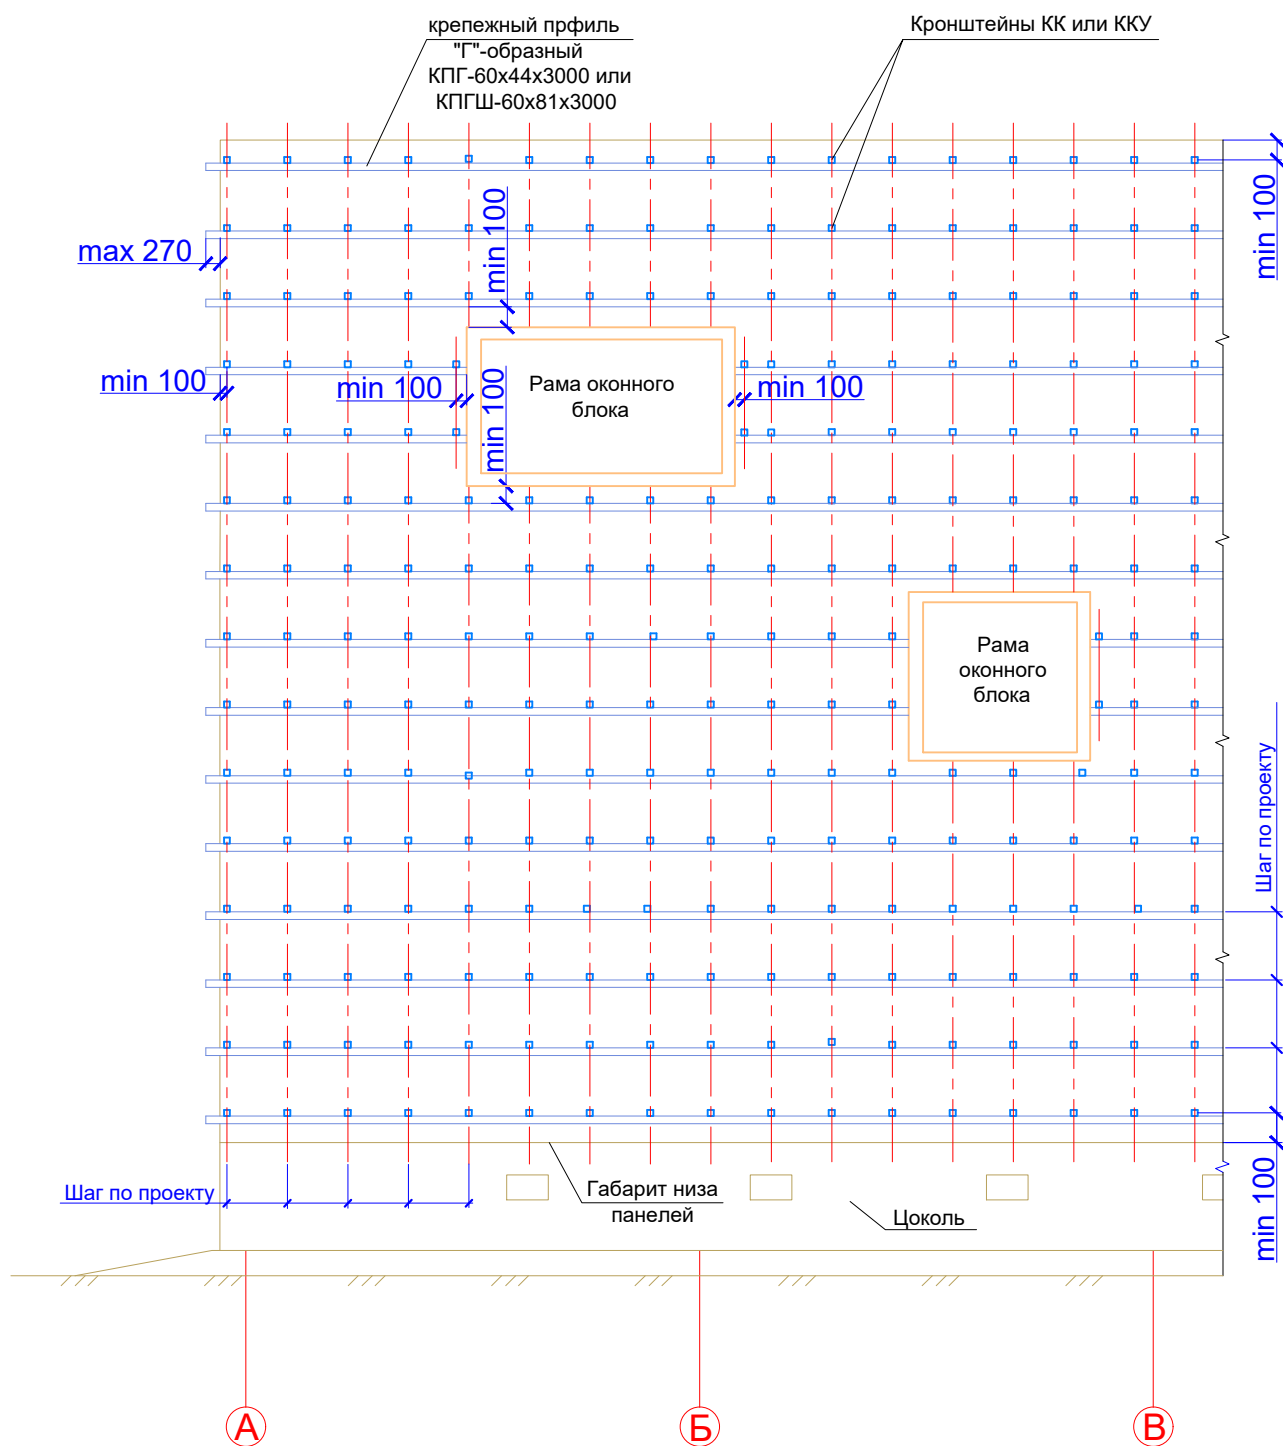 крепежный прфиль
"Г"-образный
КПГ-60х44х3000 или
КПГШ-60х81х3000
Кронштейны КК или ККУ
min 100
min 100
max 270
min 100
min 100
min 100
min 100
Рама оконного
блока
Рама
оконного
блока
Шаг по проекту
Шаг по проекту
Габарит низа
панелей
Цоколь
min 100
А
Б
В